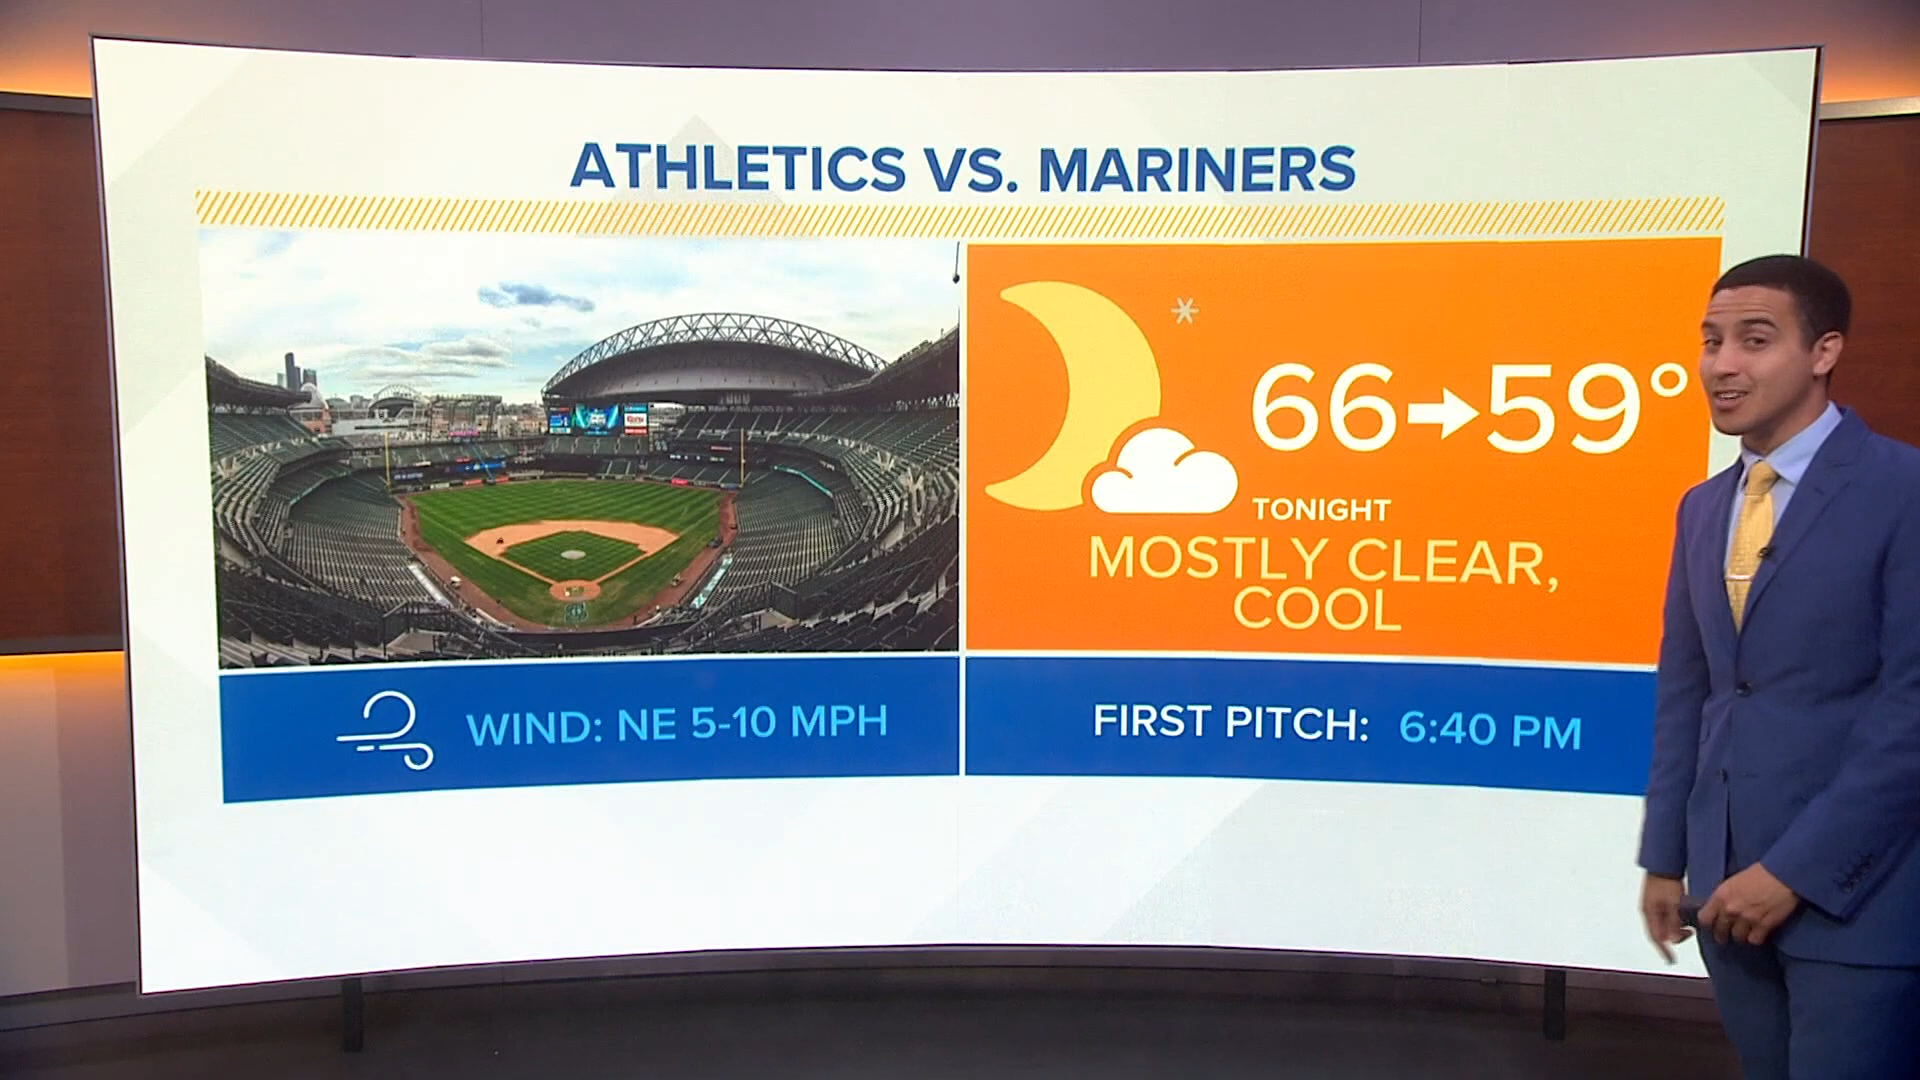 ATHLETICS VS. MARINERS
66→59°
TONIGHT
MOSTLY CLEAR,
COOL
WIND: NE 5-10 MPH
FIRST PITCH: 6:40 PM